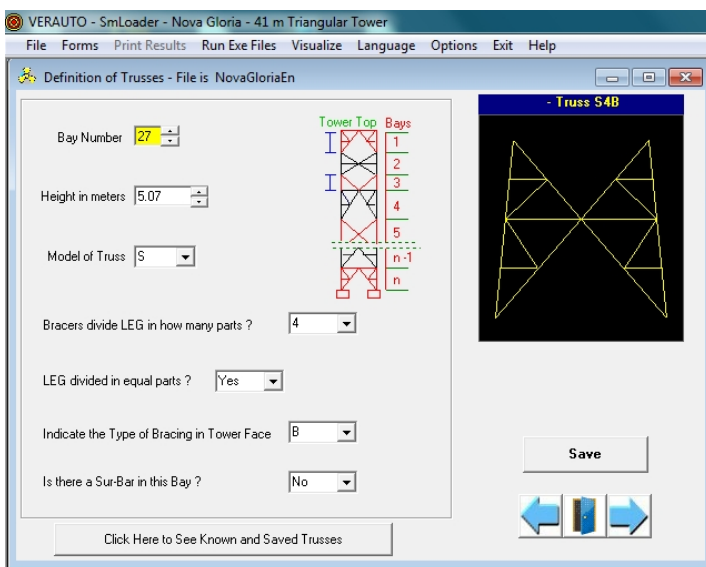 VERAUTO - SmLoader - Nova Gloria - 41 m Triangular Tower
File Forms Print Results Run Exe Files Visualize Language Options Exit Help
Definition of Trusses - File is NovaGloriaEn
- Truss S4B
Tower Top Bays
Bay Number 27
1
2
Height in meters 5.07
3
4
Model of Truss S
5
n-1
n
Bracers divide LEG in how many parts ? 4
LEG divided in equal parts ? Yes
Indicate the Type of Bracing in Tower Face B
Save
Is there a Sur-Bar in this Bay ? No
Click Here to See Known and Saved Trusses